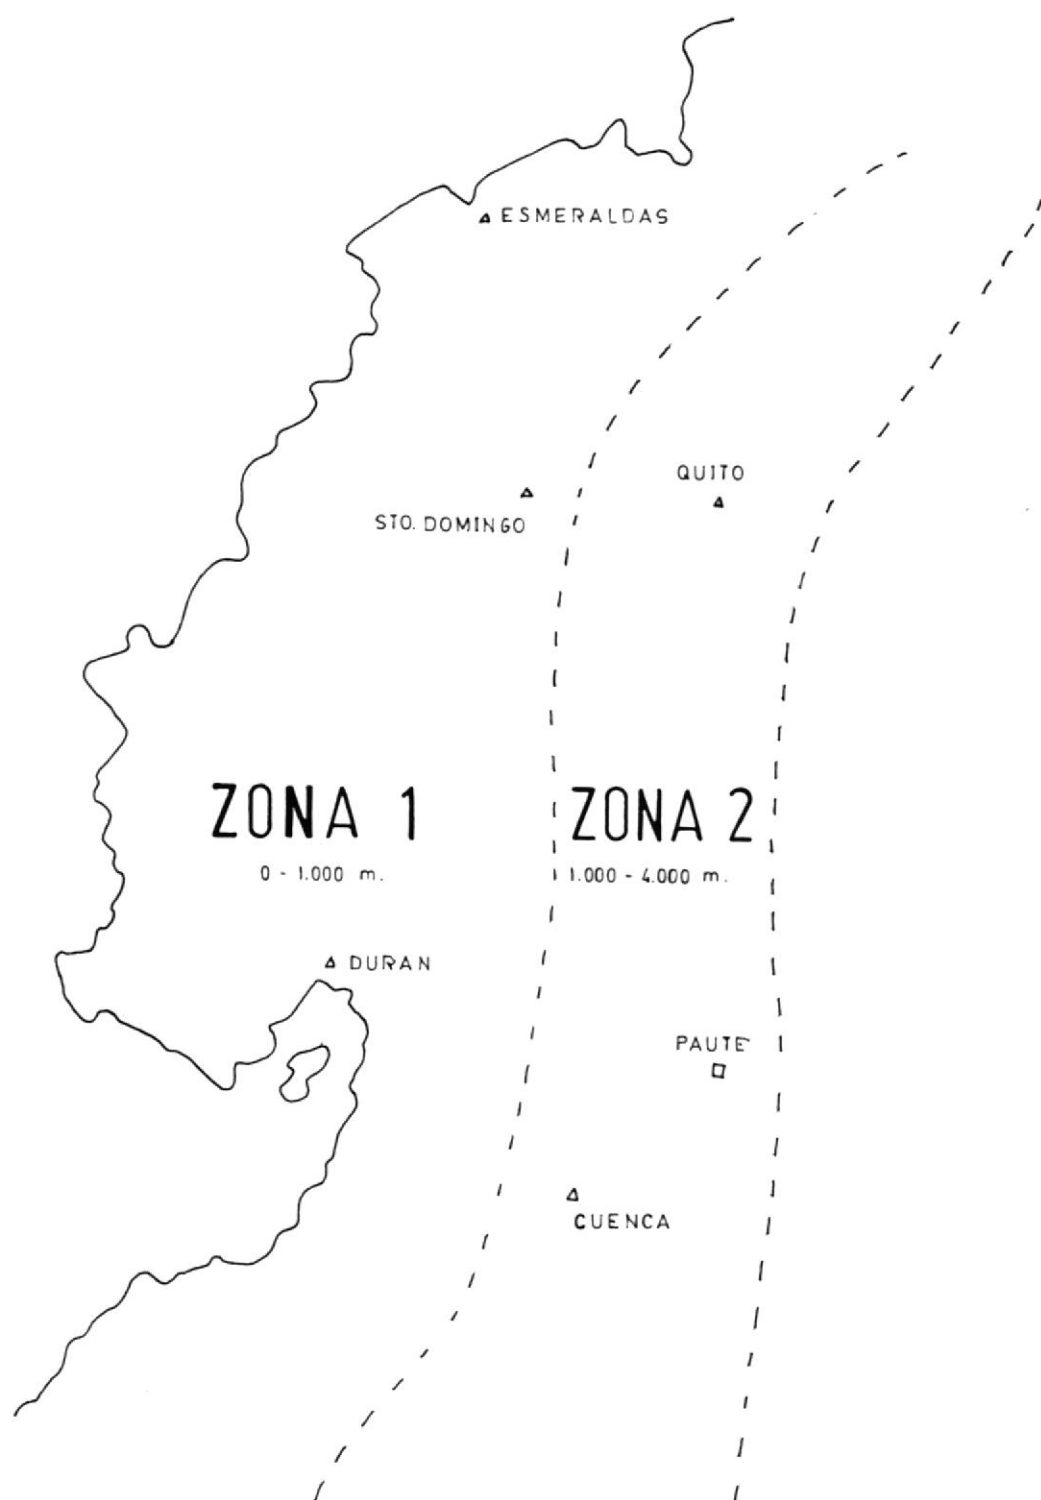 ESMERALDAS
QUITO
STO. DOMINGO
ZONA 1
0 - 1.000 m.
ZONA 2
1.000 - 4.000 m.
DURAN
PAUTE
CUENCA